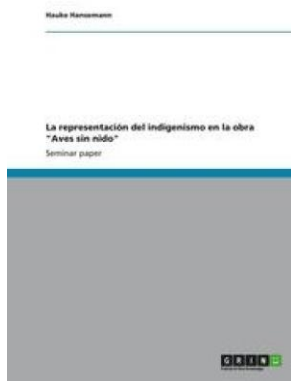 Hauke Hansemann
La representación del indigenismo en la obra
"Aves sin nido"
Seminar paper
GRIN